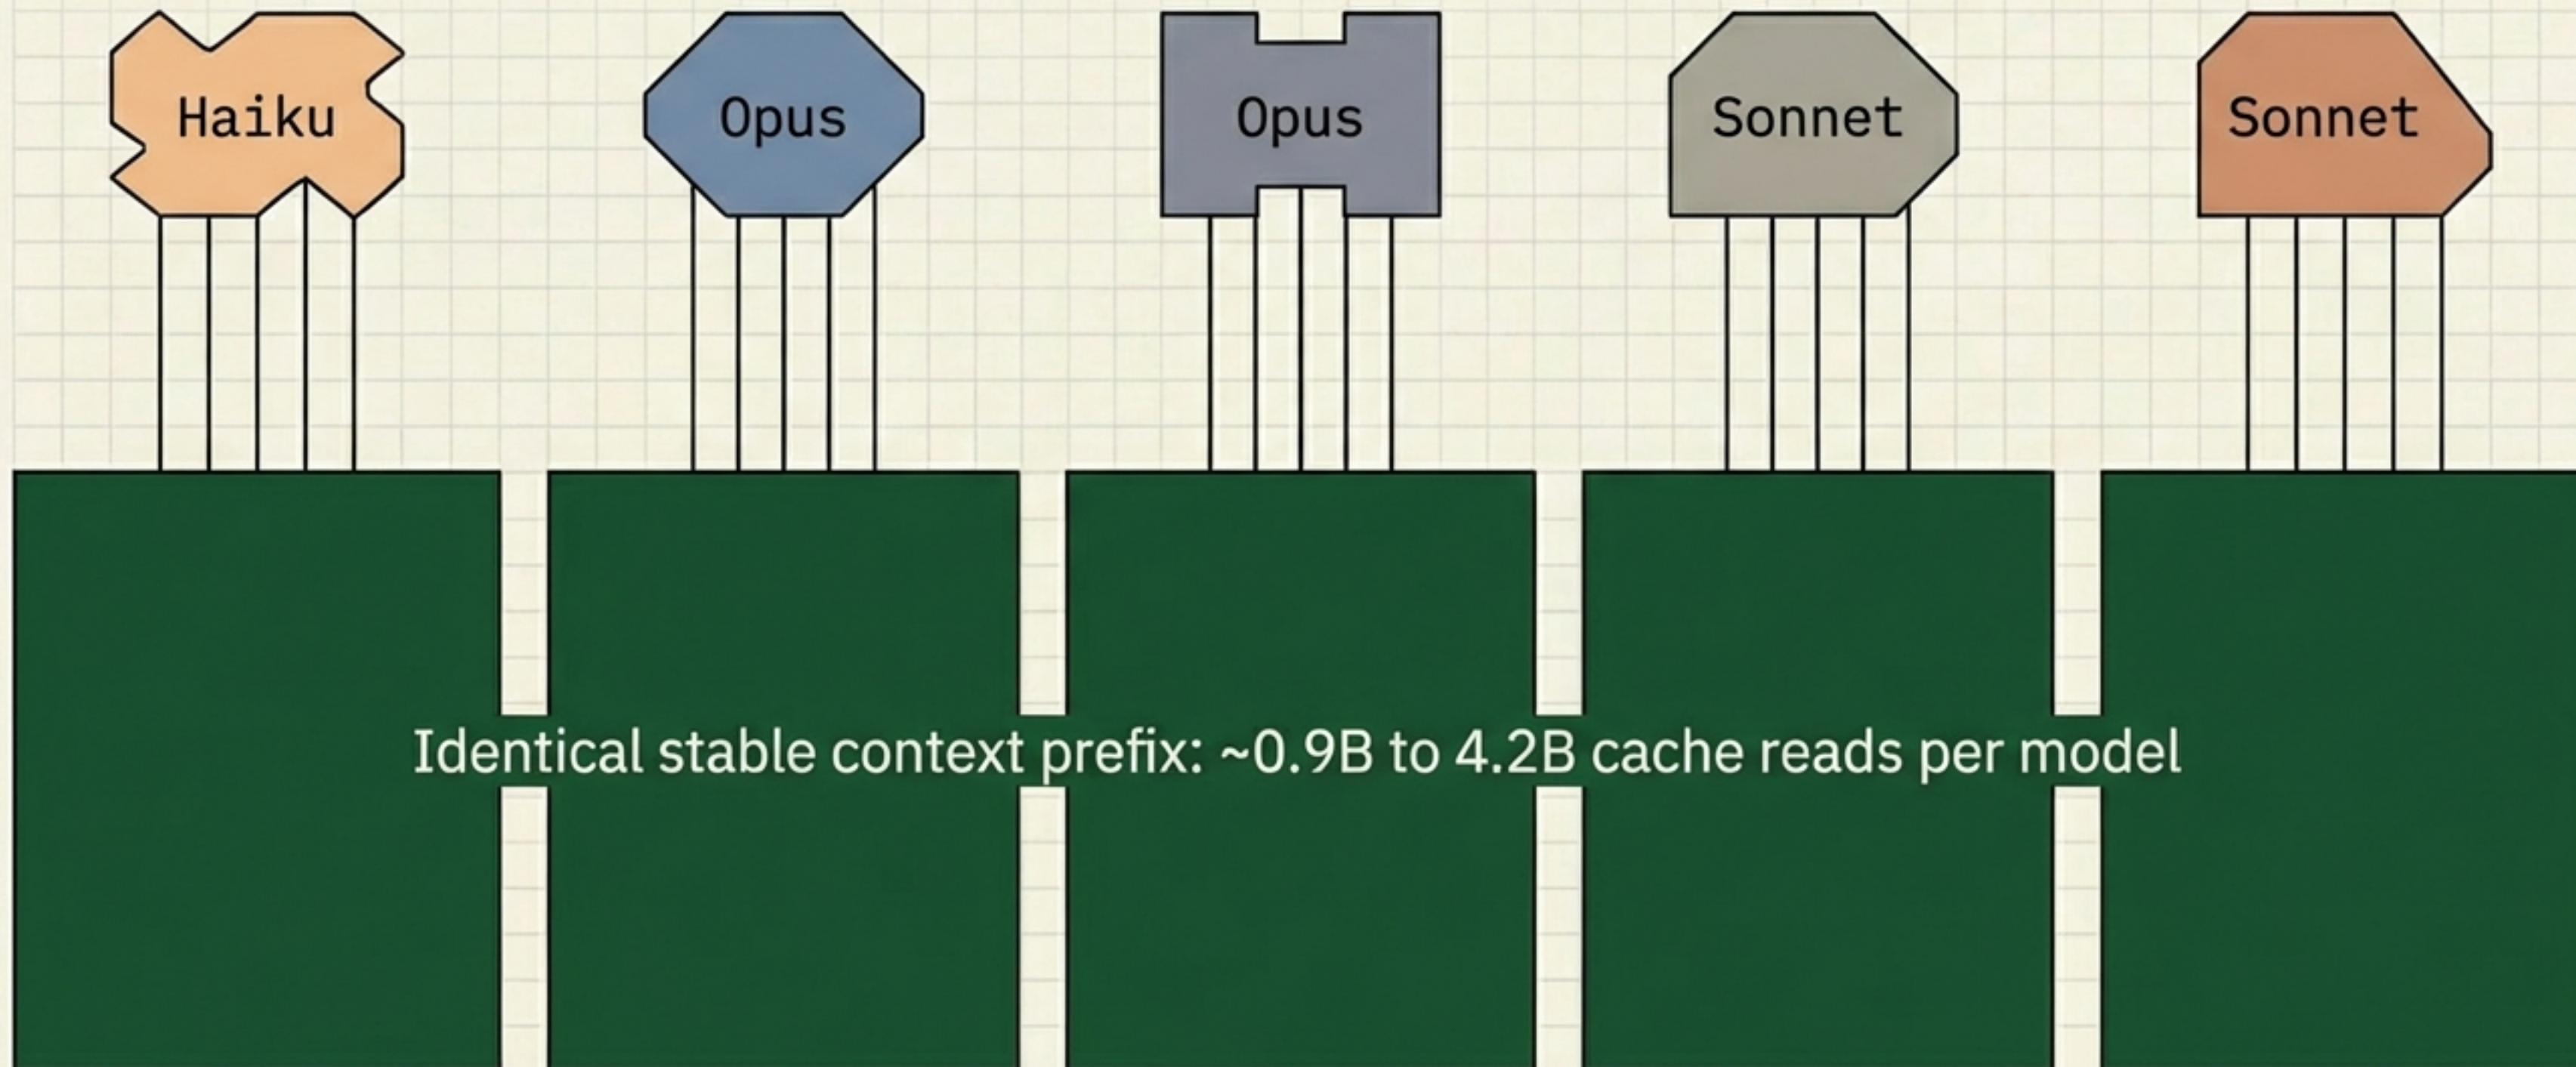 Haiku
Opus
Opus
Sonnet
Sonnet
Identical stable context prefix: ~0.9B to 4.2B cache reads per model